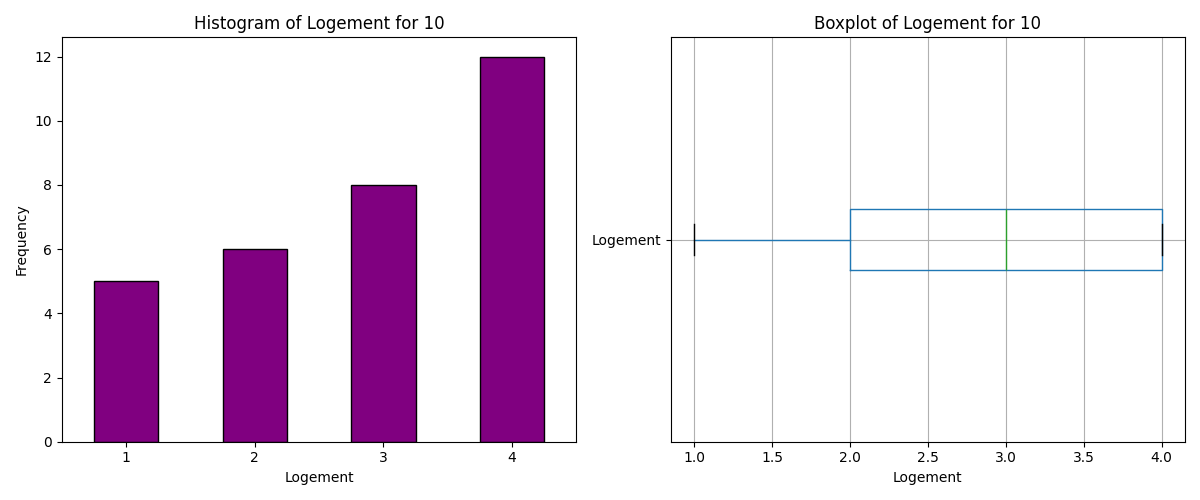 Histogram of Logement for 10
12
10
8
6
4
2
0
Frequency
1 2 3 4
Logement
Boxplot of Logement for 10
Logement
1.0 1.5 2.0 2.5 3.0 3.5 4.0
Logement